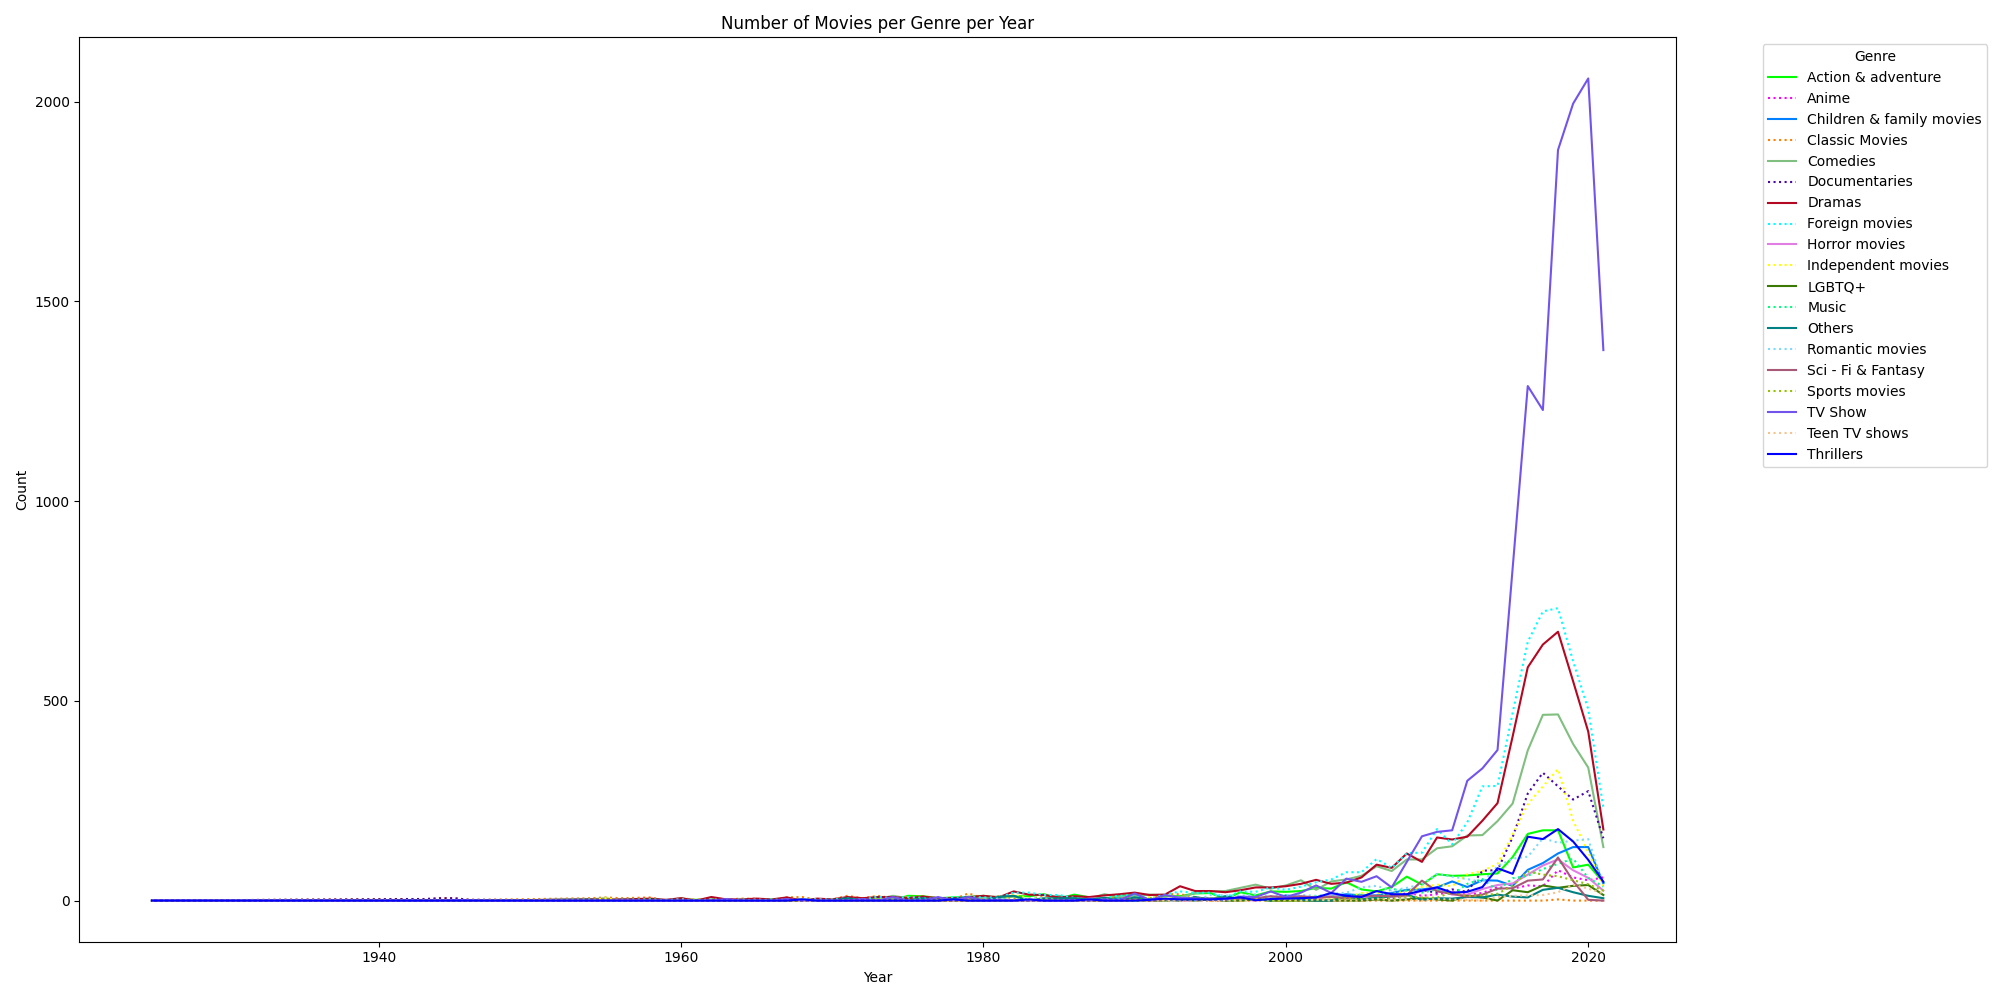 Number of Movies per Genre per Year
2000
1500
1000
500
0
Count
1940
1960
1980
2000
2020
Year
Genre
Action & adventure
Anime
Children & family movies
Classic Movies
Comedies
Documentaries
Dramas
Foreign movies
Horror movies
Independent movies
LGBTQ+
Music
Others
Romantic movies
Sci - Fi & Fantasy
Sports movies
TV Show
Teen TV shows
Thrillers